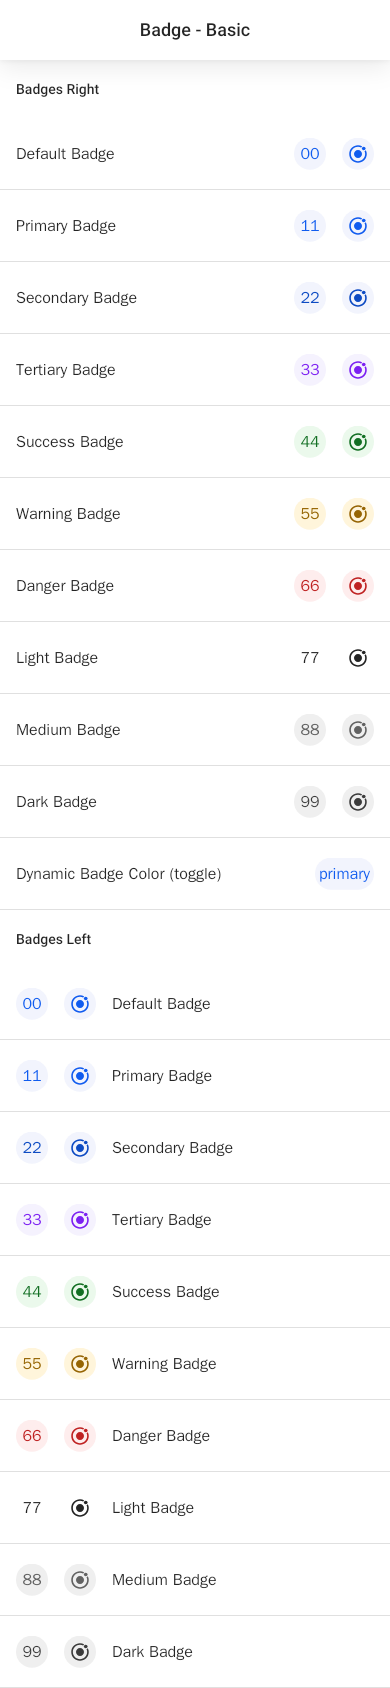 Badge - Basic
Badges Right
Default Badge 00
Primary Badge 11
Secondary Badge 22
Tertiary Badge 33
Success Badge 44
Warning Badge 55
Danger Badge 66
Light Badge 77
Medium Badge 88
Dark Badge 99
Dynamic Badge Color (toggle) primary
Badges Left
00 Default Badge
11 Primary Badge
22 Secondary Badge
33 Tertiary Badge
44 Success Badge
55 Warning Badge
66 Danger Badge
77 Light Badge
88 Medium Badge
99 Dark Badge